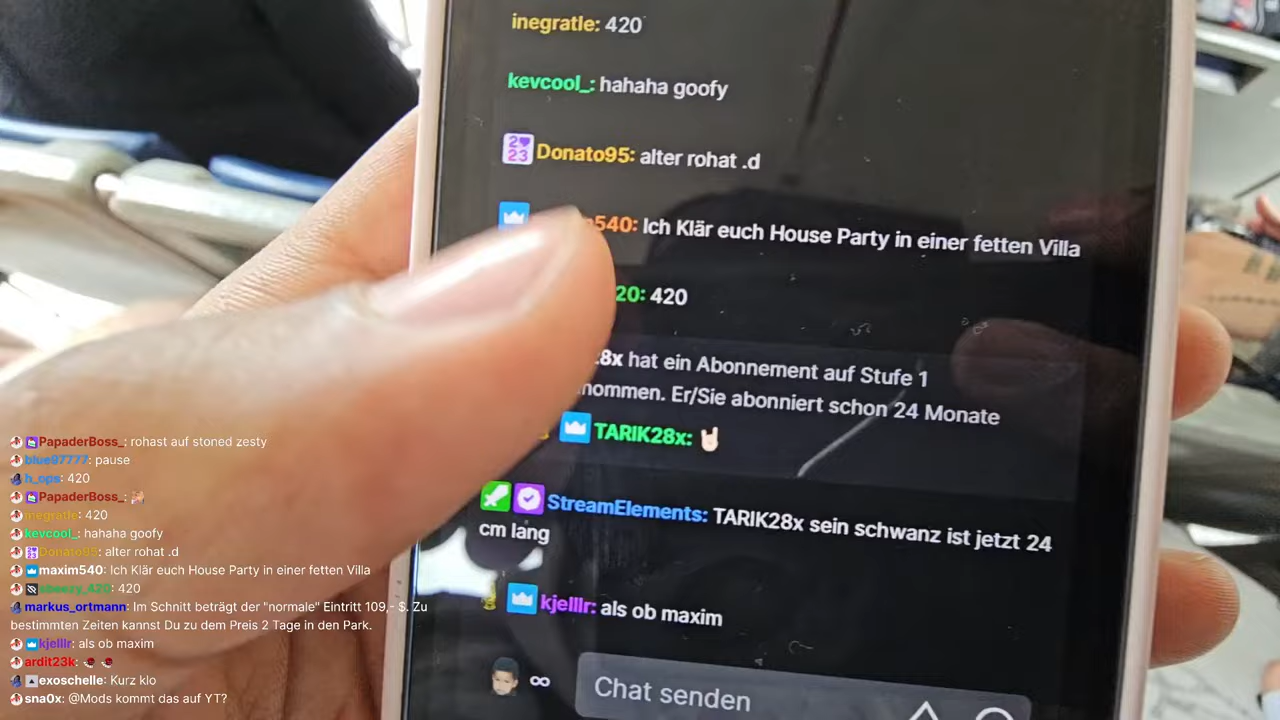 inegratle: 420
kevcool_: hahaha goofy
Donato95: alter rohat .d
540: Ich Klär euch House Party in einer fetten Villa
20: 420
28x hat ein Abonnement auf Stufe 1
nommen. Er/Sie abonniert schon 24 Monate
TARIK28x:
StreamElements: TARIK28x sein schwanz ist jetzt 24
cm lang
kjelllr: als ob maxim
Chat senden
PapaderBoss_: rohast auf stoned zesty
blue97777: pause
h_ops: 420
PapaderBoss_:
inegratle: 420
kevcool_: hahaha goofy
Donato95: alter rohat .d
maxim540: Ich Klär euch House Party in einer fetten Villa
420: 420
markus_ortmann: Im Schnitt beträgt der "normale" Eintritt 109,- $. Zu
bestimmten Zeiten kannst Du zu dem Preis 2 Tage in den Park.
kjelllr: als ob maxim
ardit23k:
exoschelle: Kurz klo
sna0x: @Mods kommt das auf YT?